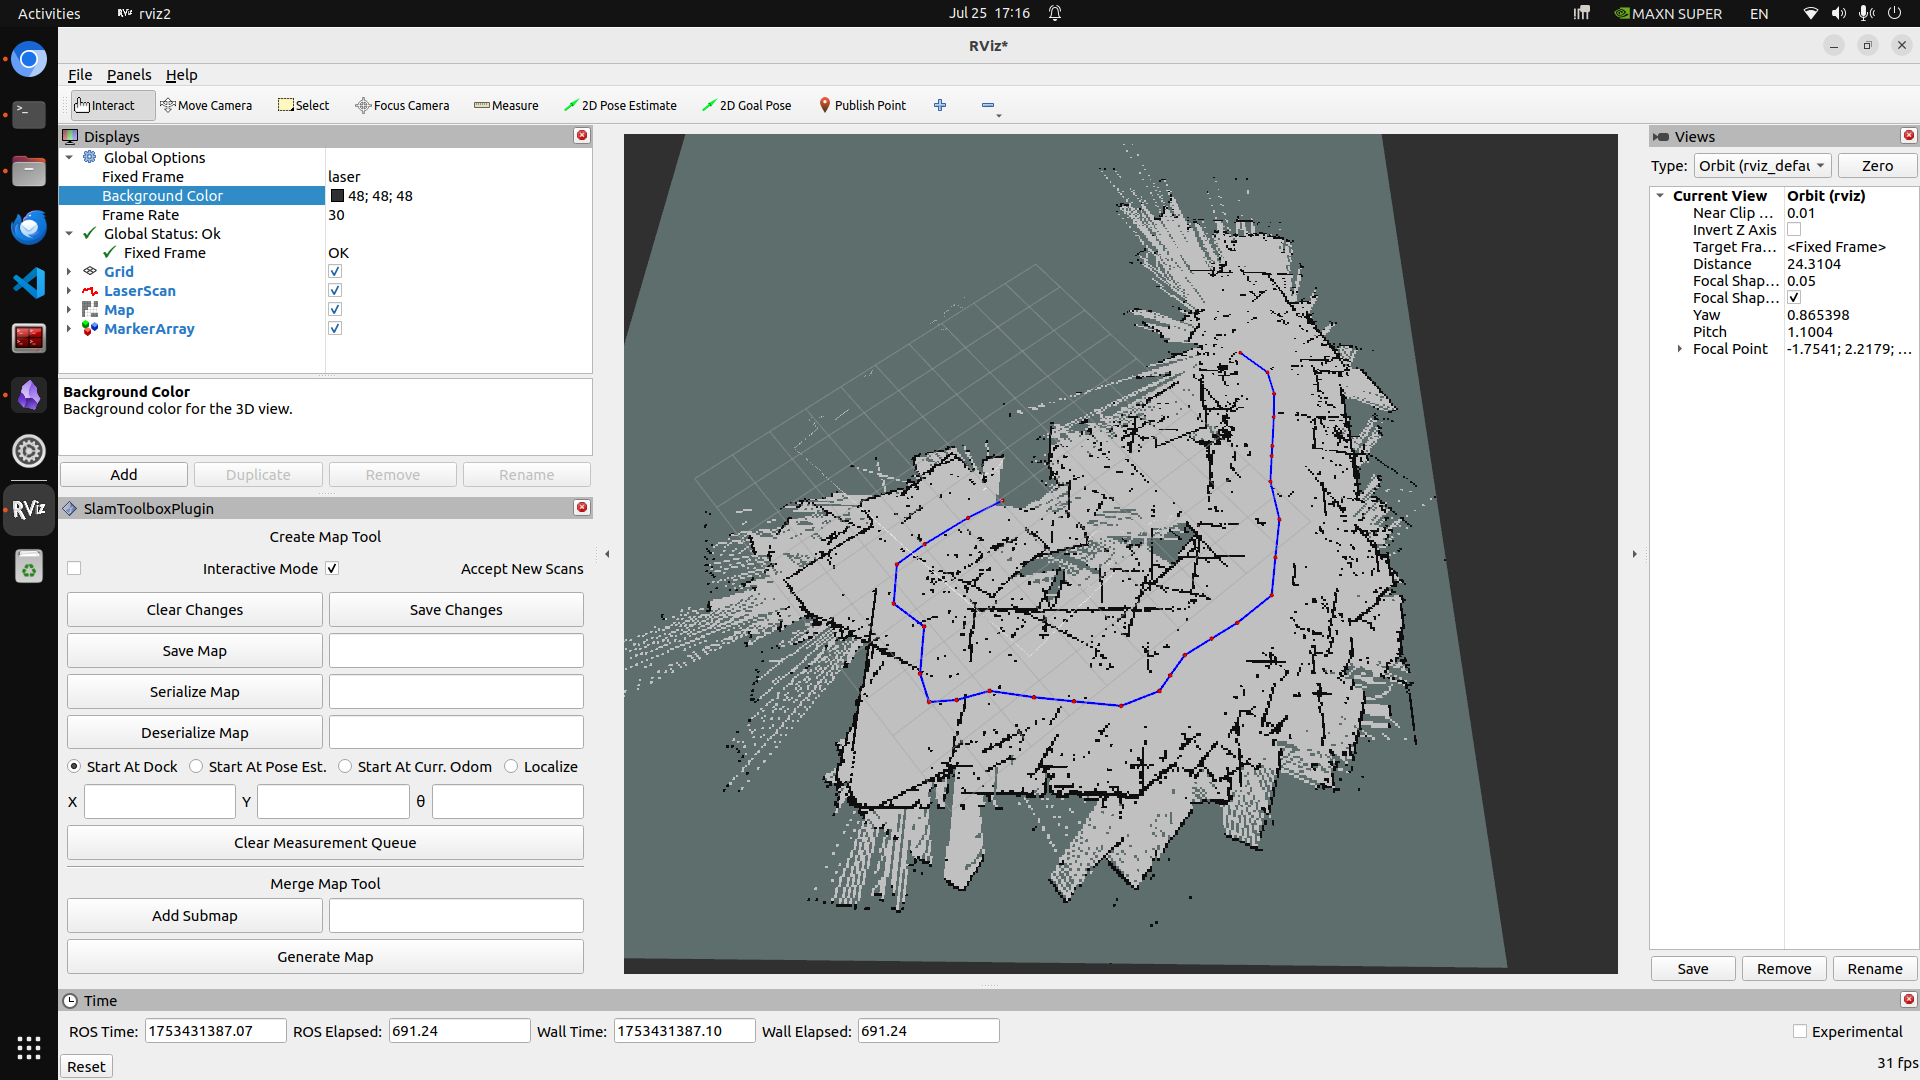 Activities rviz2 Jul 25 17:16 MAXN SUPER EN
RViz*
File Panels Help
Interact Move Camera Select Focus Camera Measure 2D Pose Estimate 2D Goal Pose Publish Point
Displays
Global Options
Fixed Frame laser
Background Color 48; 48; 48
Frame Rate 30
Global Status: Ok
Fixed Frame OK
Grid
LaserScan
Map
MarkerArray
Background Color
Background color for the 3D view.
Add Duplicate Remove Rename
SlamToolboxPlugin
Create Map Tool
Interactive Mode Accept New Scans
Clear Changes Save Changes
Save Map
Serialize Map
Deserialize Map
Start At Dock Start At Pose Est. Start At Curr. Odom Localize
X Y θ
Clear Measurement Queue
Merge Map Tool
Add Submap
Generate Map
Views
Type: Orbit (rviz_defau Zero
Current View Orbit (rviz)
Near Clip ... 0.01
Invert Z Axis
Target Fra... <Fixed Frame>
Distance 24.3104
Focal Shap... 0.05
Focal Shap...
Yaw 0.865398
Pitch 1.1004
Focal Point -1.7541; 2.2179; ...
Save Remove Rename
Time
ROS Time: 1753431387.07 ROS Elapsed: 691.24 Wall Time: 1753431387.10 Wall Elapsed: 691.24 Experimental
Reset 31 fps
RViz